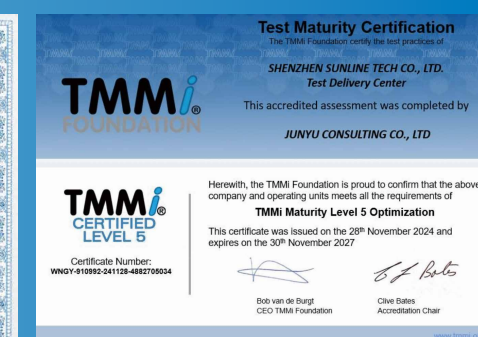 Test Maturity Certification
The TMMi Foundation certify the test practices of
SHENZHEN SUNLINE TECH CO., LTD.
Test Delivery Center
This accredited assessment was completed by
JUNYU CONSULTING CO., LTD
TMMi®
FOUNDATION
Herewith, the TMMi Foundation is proud to confirm that the above
company and operating units meets all the requirements of
TMMi Maturity Level 5 Optimization
This certificate was issued on the 28th November 2024 and
expires on the 30th November 2027
TMMi®
CERTIFIED
LEVEL 5
Certificate Number:
WNGY-910992-241128-4882705034
Bob van de Burgt
CEO TMMi Foundation
C J Bates
Clive Bates
Accreditation Chair